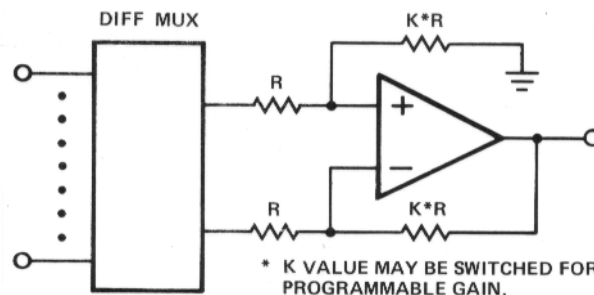 DIFF MUX
K*R
R
+
−
R
K*R
* K VALUE MAY BE SWITCHED FOR
PROGRAMMABLE GAIN.